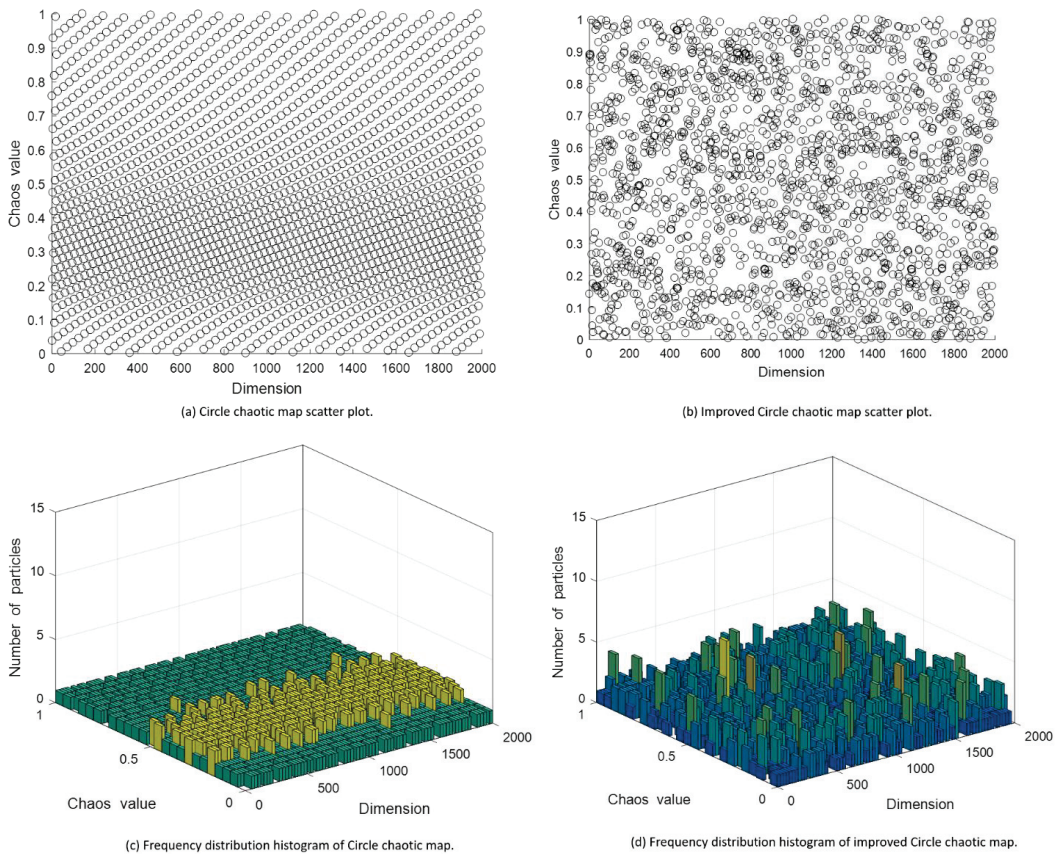 1
0.9
0.8
0.7
0.6
0.5
0.4
0.3
0.2
0.1
0
Chaos value
0 200 400 600 800 1000 1200 1400 1600 1800 2000
Dimension
(a) Circle chaotic map scatter plot.
1
0.9
0.8
0.7
0.6
0.5
0.4
0.3
0.2
0.1
0
Chaos value
0 200 400 600 800 1000 1200 1400 1600 1800 2000
Dimension
(b) Improved Circle chaotic map scatter plot.
15
10
5
0
Number of particles
1
0.5
0
Chaos value
0
500
1000
1500
2000
Dimension
(c) Frequency distribution histogram of Circle chaotic map.
15
10
5
0
Number of particles
1
0.5
0
Chaos value
0
500
1000
1500
2000
Dimension
(d) Frequency distribution histogram of improved Circle chaotic map.